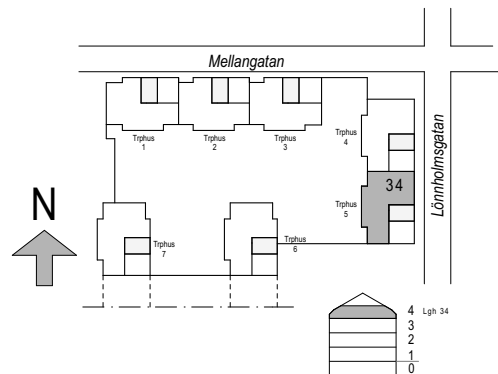 Mellangatan
Trphus
1
Trphus
2
Trphus
3
Trphus
4
34
Trphus
5
Lönnholmsgatan
N
Trphus
7
Trphus
6
4 Lgh 34
3
2
1
0